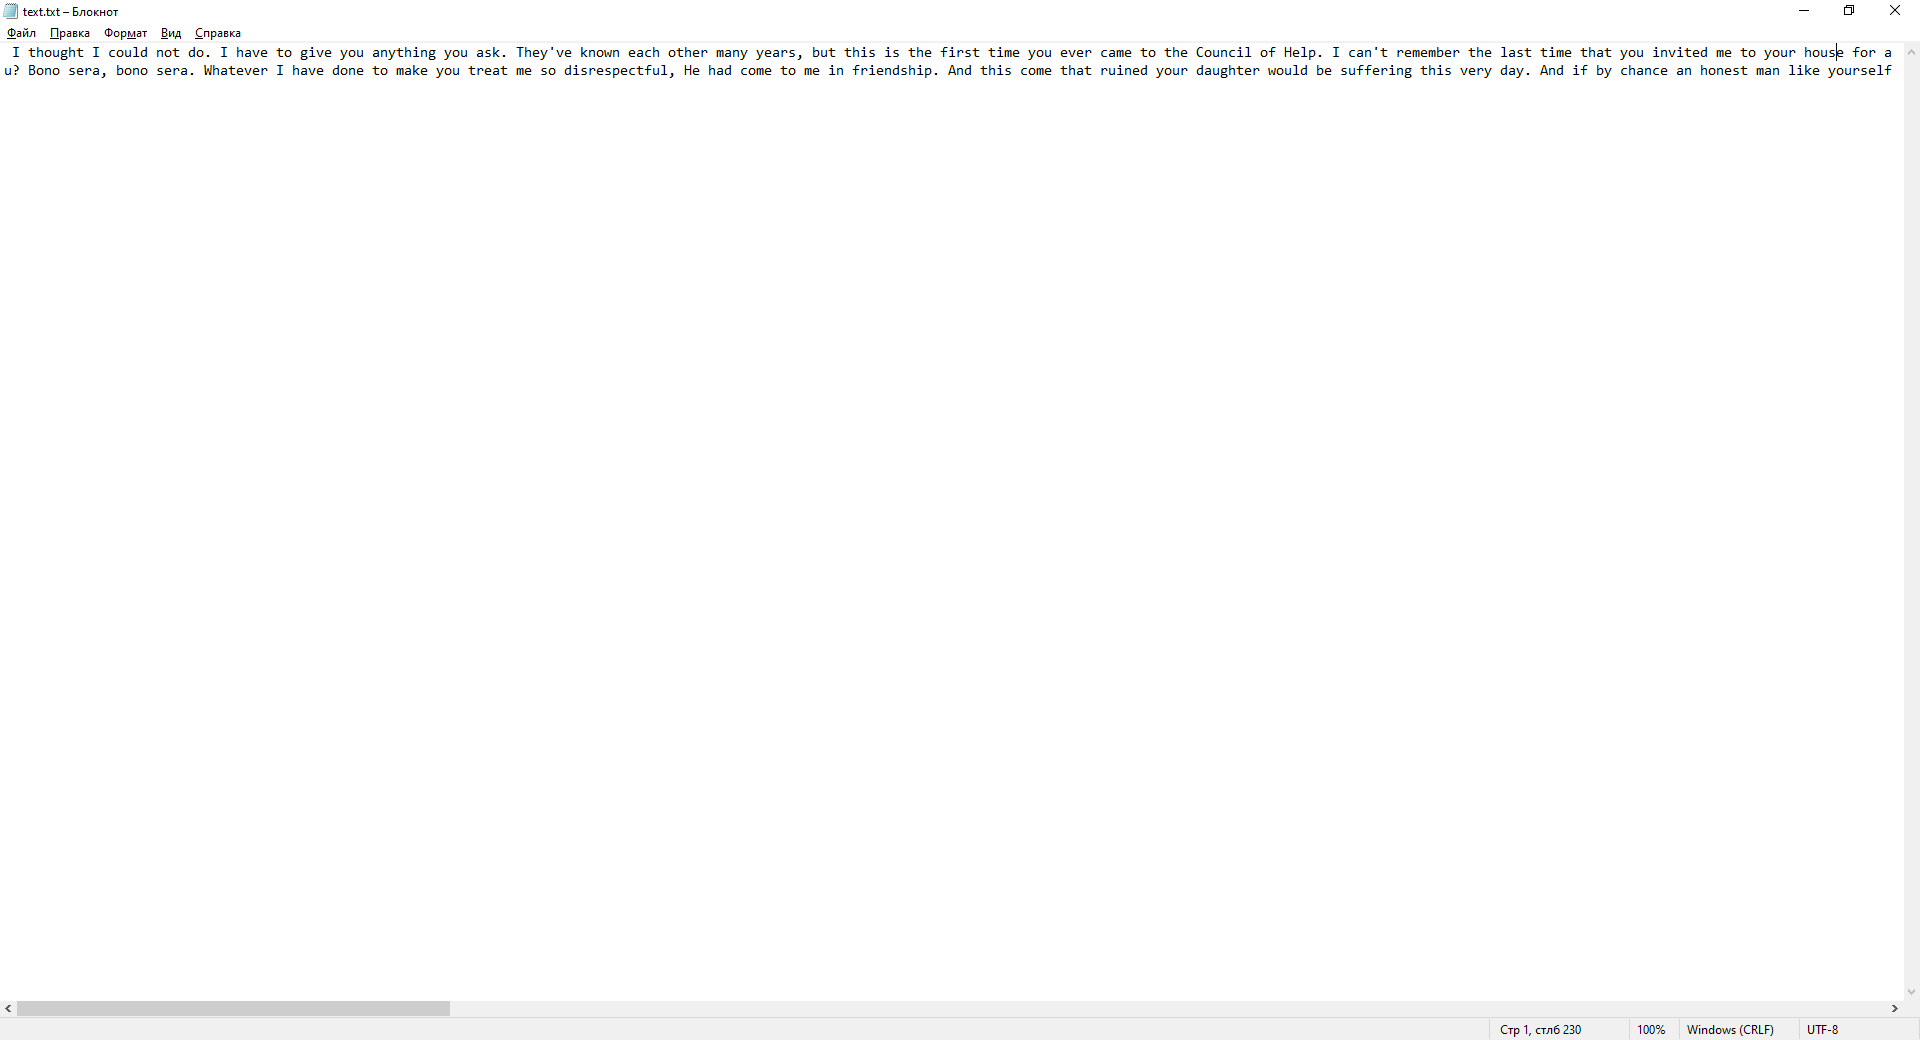 text.txt – Блокнот
Файл Правка Формат Вид Справка
I thought I could not do. I have to give you anything you ask. They've known each other many years, but this is the first time you ever came to the Council of Help. I can't remember the last time that you invited me to your house for a
u? Bono sera, bono sera. Whatever I have done to make you treat me so disrespectful, He had come to me in friendship. And this come that ruined your daughter would be suffering this very day. And if by chance an honest man like yourself
Стр 1, стлб 230 100% Windows (CRLF) UTF-8